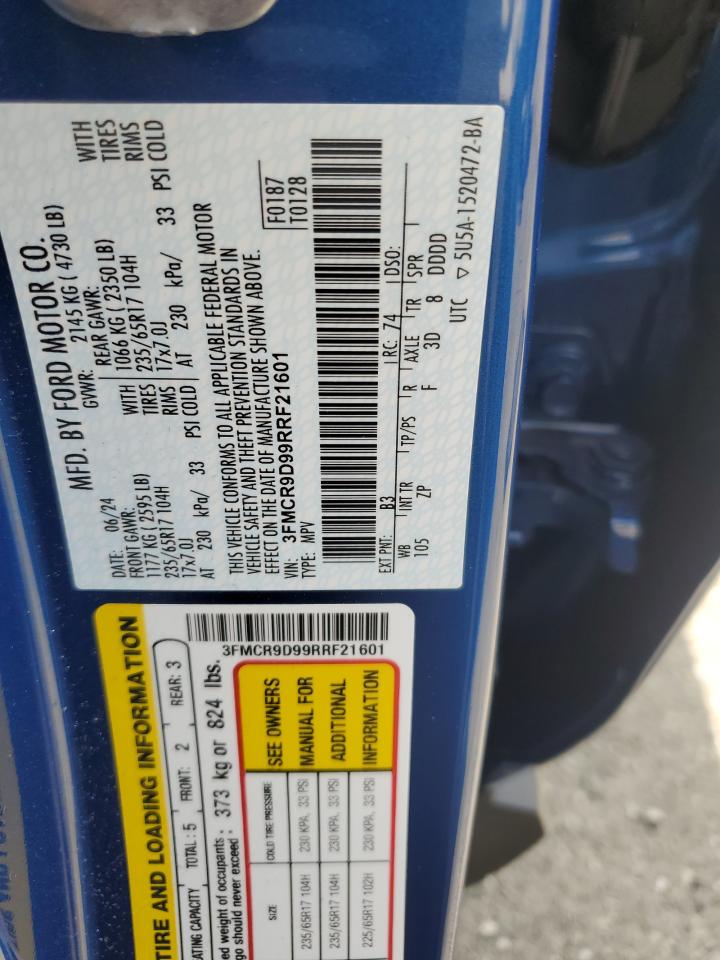 MFD. BY FORD MOTOR CO.
DATE: 06/24 GVWR: 2145 KG ( 4730 LB)
FRONT GAWR: REAR GAWR:
1177 KG ( 2595 LB) WITH 1066 KG ( 2350 LB) WITH
235/65R17 104H TIRES 235/65R17 104H TIRES
17x7.0J RIMS 17x7.0J RIMS
AT 230 kPa/ 33 PSI COLD AT 230 kPa/ 33 PSI COLD
THIS VEHICLE CONFORMS TO ALL APPLICABLE FEDERAL MOTOR
VEHICLE SAFETY AND THEFT PREVENTION STANDARDS IN
EFFECT ON THE DATE OF MANUFACTURE SHOWN ABOVE.
VIN: 3FMCR9D99RRF21601 F0187
TYPE: MPV T0128
EXT PNT: B3 RC: 74 DSO:
WB INT TR TP/PS R AXLE TR SPR
105 ZP F 3D 8 DDDD
UTC ▽ 5U5A-1520472-BA
TIRE AND LOADING INFORMATION
ATING CAPACITY TOTAL : 5 FRONT: 2 REAR: 3
ed weight of occupants : 373 kg or 824 lbs.
go should never exceed :
3FMCR9D99RRF21601
SIZE COLD TIRE PRESSURE SEE OWNERS
235/65R17 104H 230 KPA, 33 PSI MANUAL FOR
235/65R17 104H 230 KPA, 33 PSI ADDITIONAL
225/65R17 102H 230 KPA, 33 PSI INFORMATION